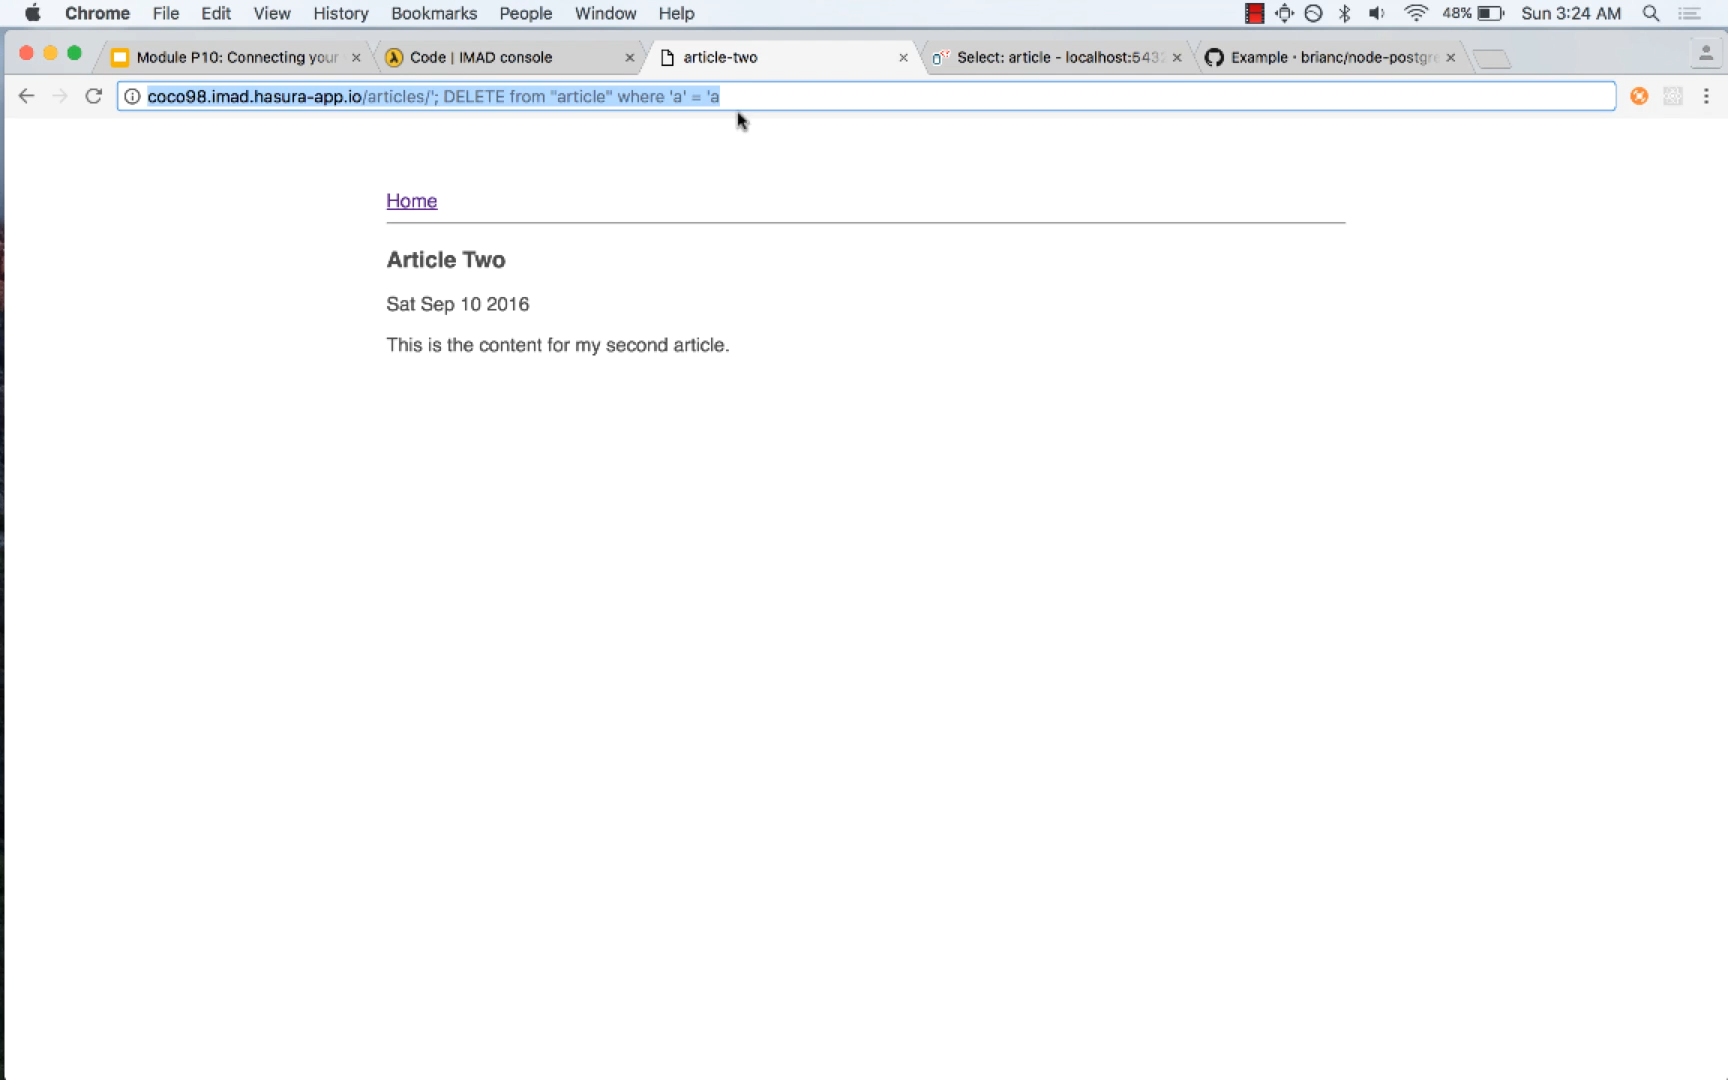 Chrome File Edit View History Bookmarks People Window Help 48% Sun 3:24 AM
Module P10: Connecting your Code | IMAD console article-two Select: article - localhost:543 Example · brianc/node-postgre
coco98.imad.hasura-app.io/articles/'; DELETE from "article" where 'a' = 'a
Home
Article Two
Sat Sep 10 2016
This is the content for my second article.